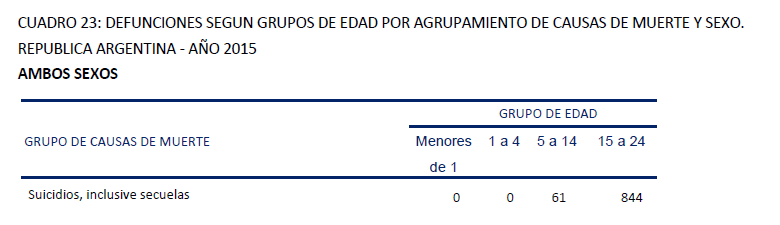 CUADRO 23: DEFUNCIONES SEGUN GRUPOS DE EDAD POR AGRUPAMIENTO DE CAUSAS DE MUERTE Y SEXO.
REPUBLICA ARGENTINA - AÑO 2015
AMBOS SEXOS
GRUPO DE EDAD
GRUPO DE CAUSAS DE MUERTE Menores 1 a 4 5 a 14 15 a 24
de 1
Suicidios, inclusive secuelas 0 0 61 844